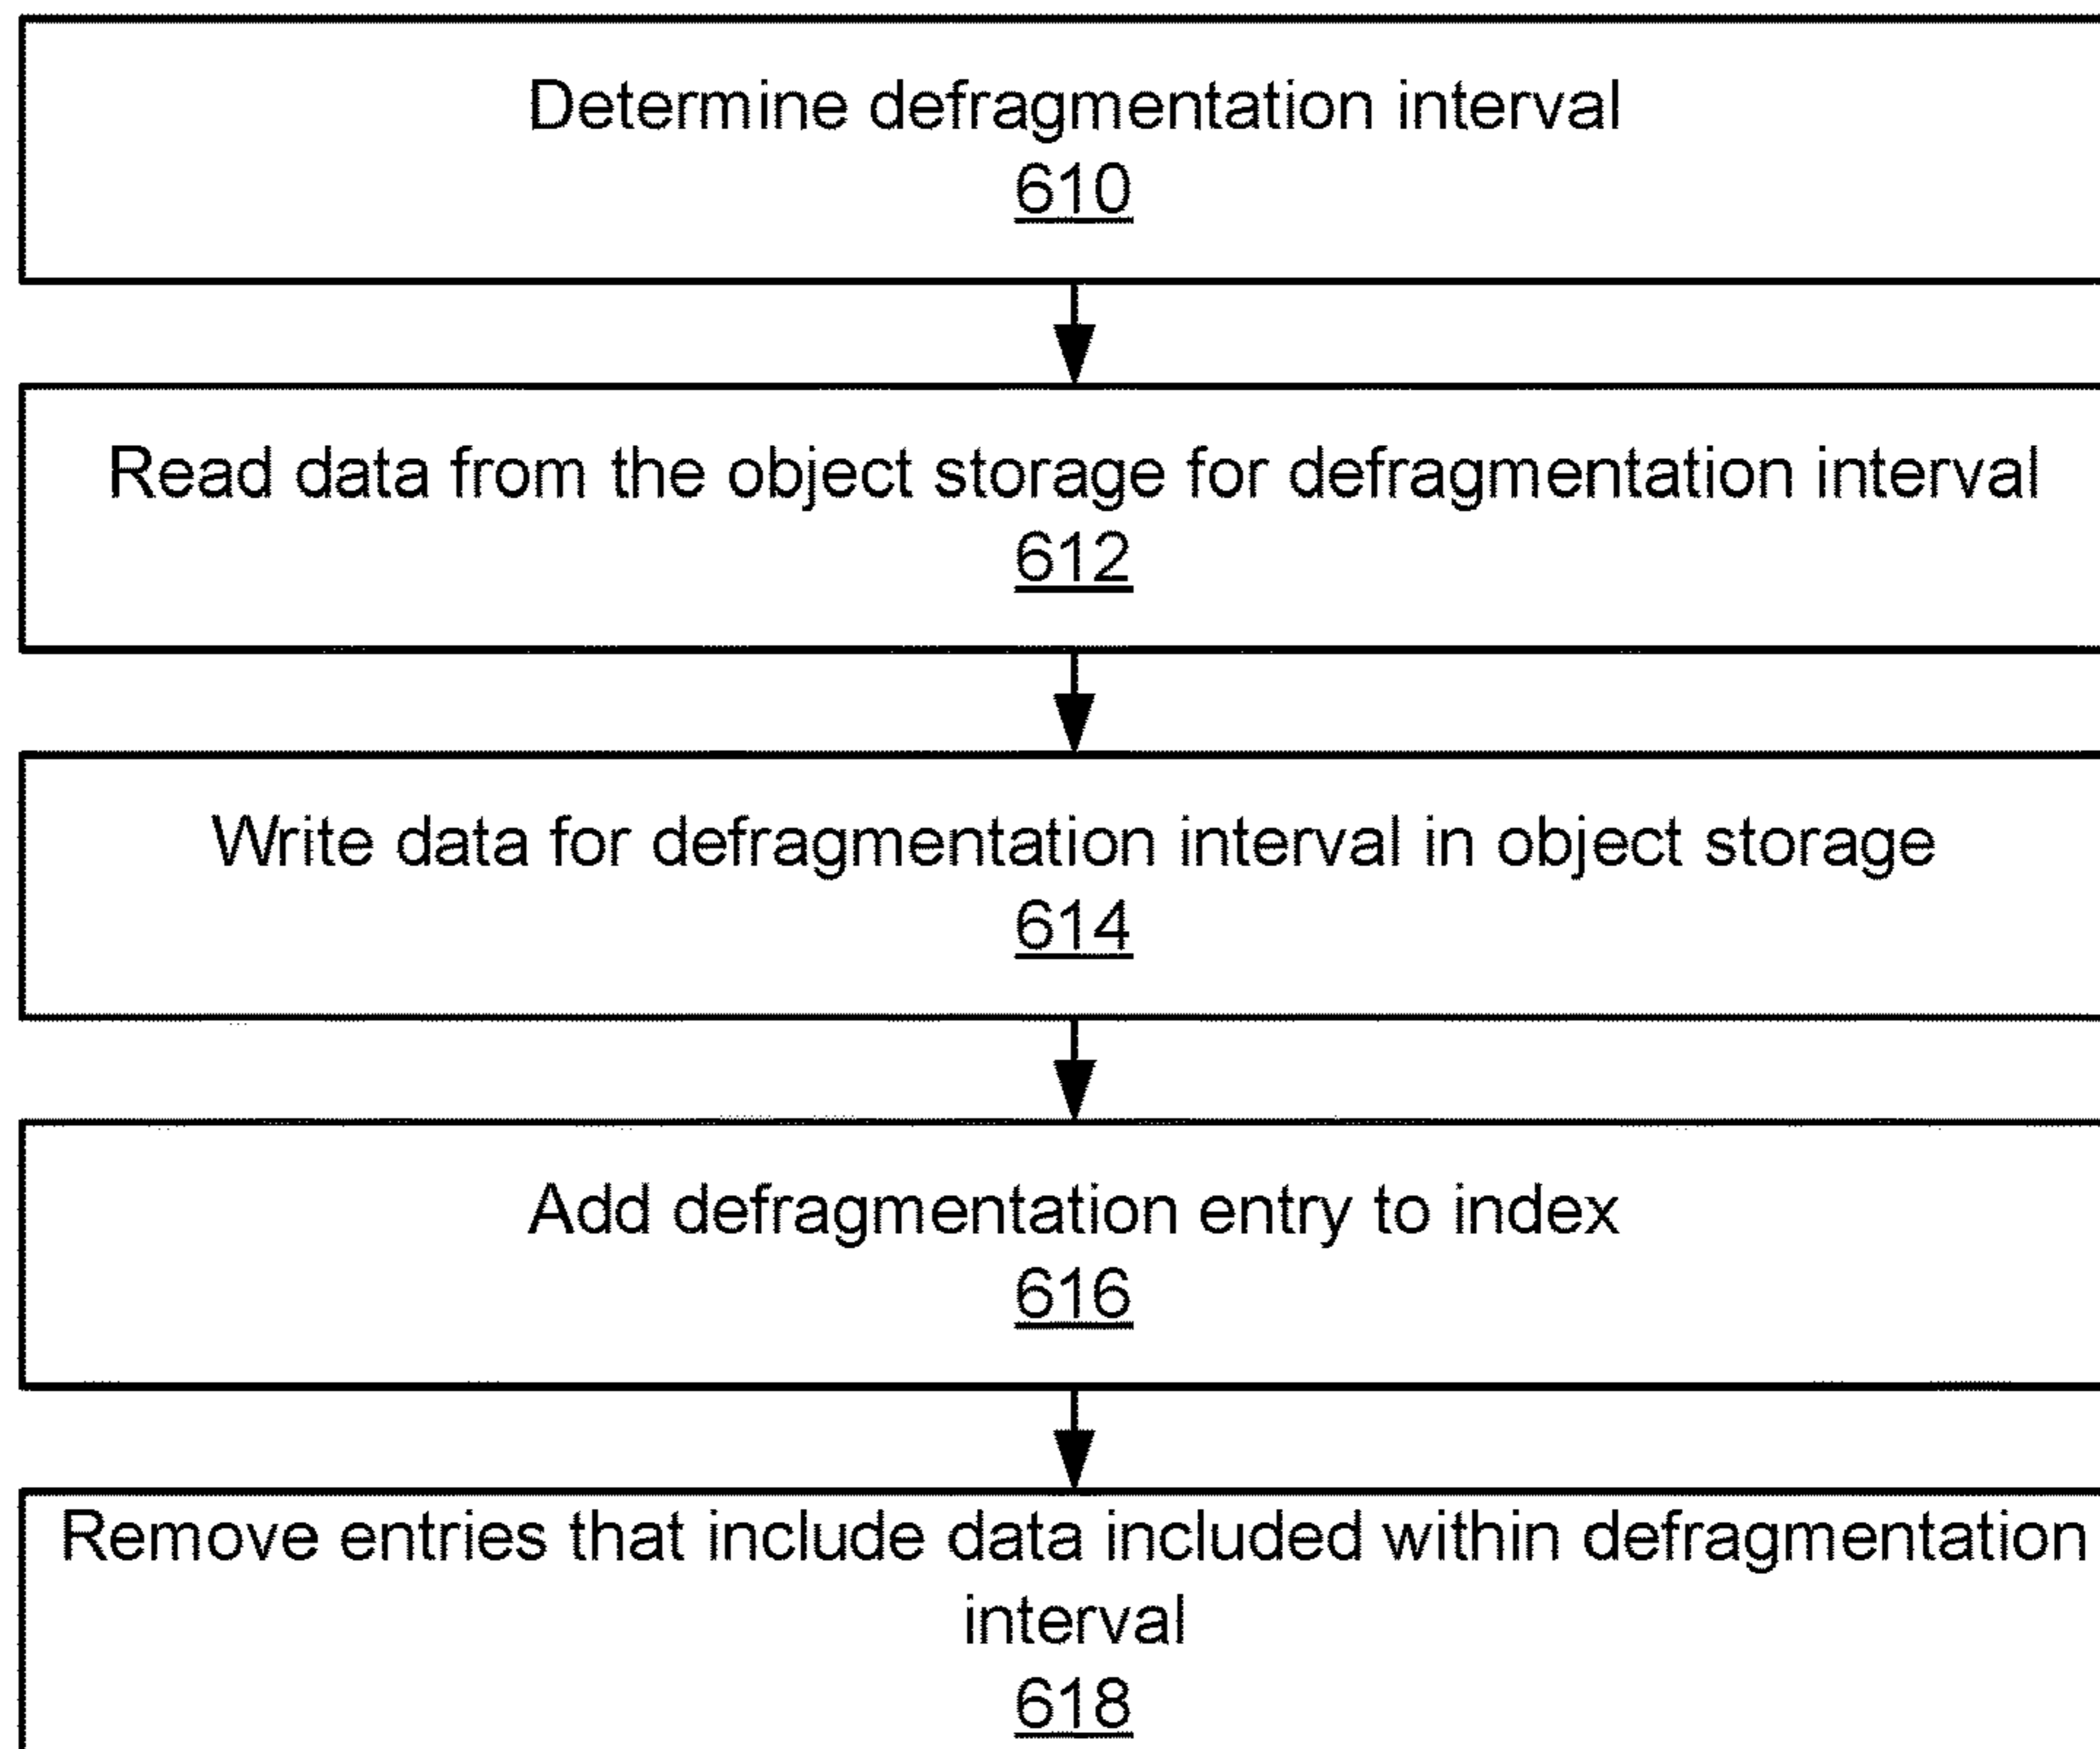 Determine defragmentation interval
610
Read data from the object storage for defragmentation interval
612
Write data for defragmentation interval in object storage
614
Add defragmentation entry to index
616
Remove entries that include data included within defragmentation
interval
618